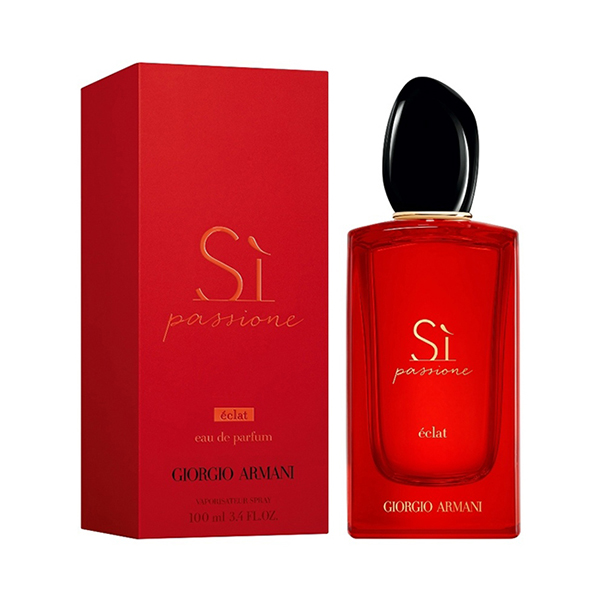 Sì
passione
éclat
eau de parfum
GIORGIO ARMANI
VAPORISATEUR SPRAY
100 ml 3.4 FL.OZ.
Sì
passione
éclat
GIORGIO ARMANI